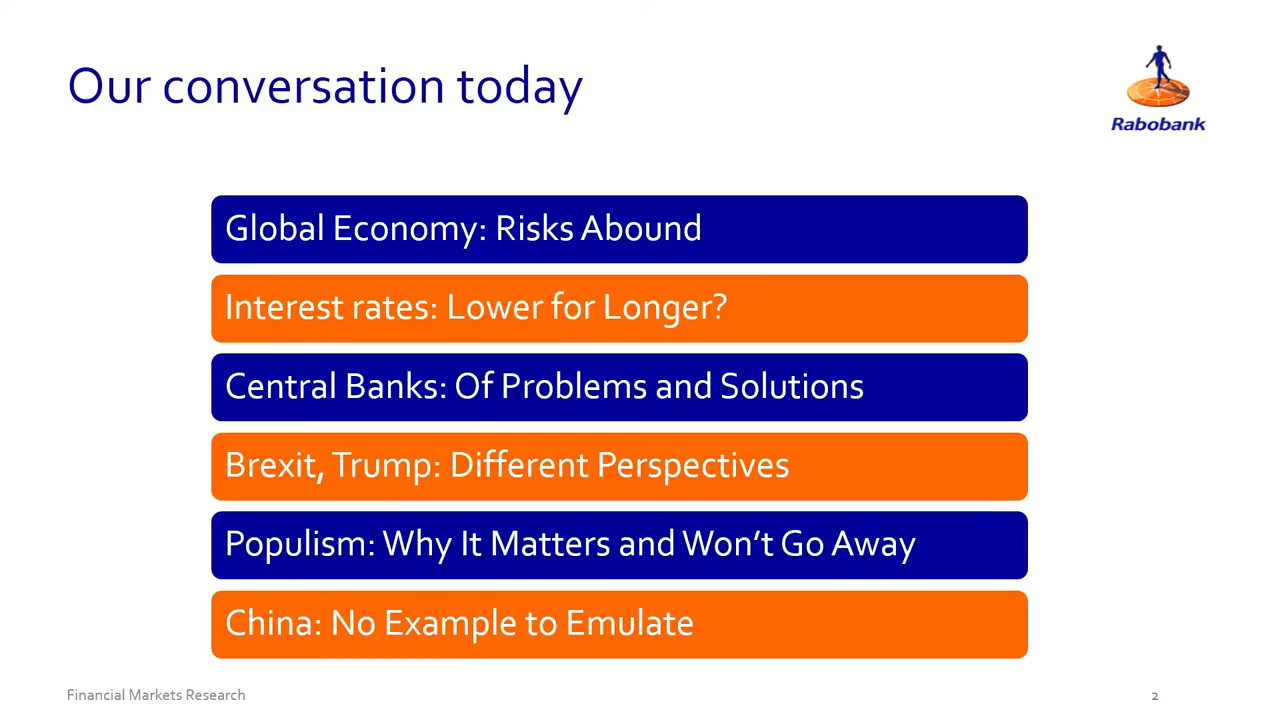 Our conversation today
Rabobank
Global Economy: Risks Abound
Interest rates: Lower for Longer?
Central Banks: Of Problems and Solutions
Brexit, Trump: Different Perspectives
Populism: Why It Matters and Won’t Go Away
China: No Example to Emulate
Financial Markets Research
2